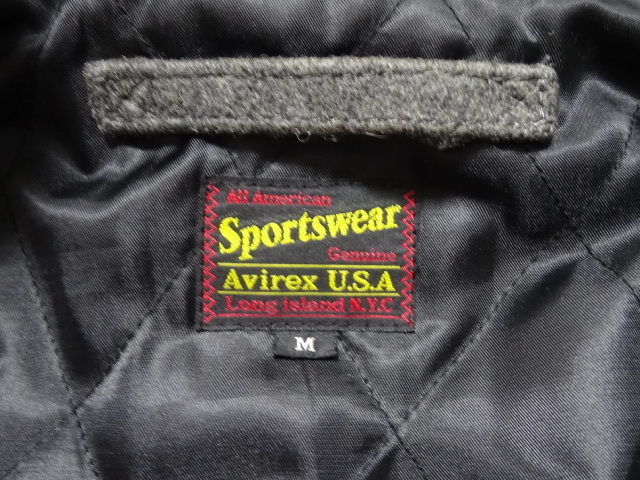 All American
Sportswear
Genuine
Avirex U.S.A
Long island N.Y.C
M